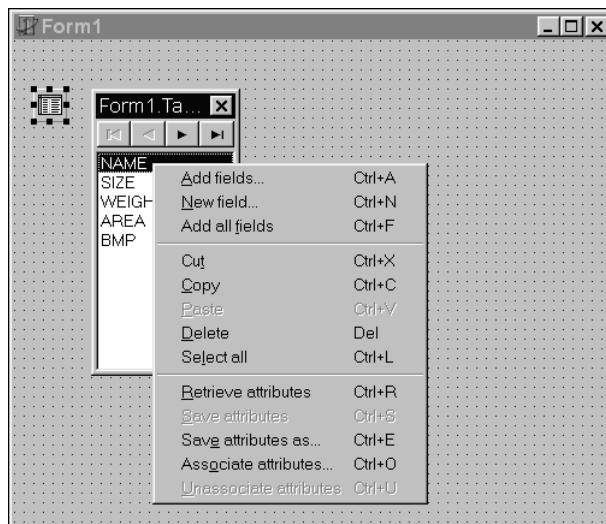 Form1
Form1.Ta...
NAME
SIZE
WEIGH
AREA
BMP
Add fields... Ctrl+A
New field... Ctrl+N
Add all fields Ctrl+F
Cut Ctrl+X
Copy Ctrl+C
Paste Ctrl+V
Delete Del
Select all Ctrl+L
Retrieve attributes Ctrl+R
Save attributes Ctrl+S
Save attributes as... Ctrl+E
Associate attributes... Ctrl+O
Unassociate attributes Ctrl+U